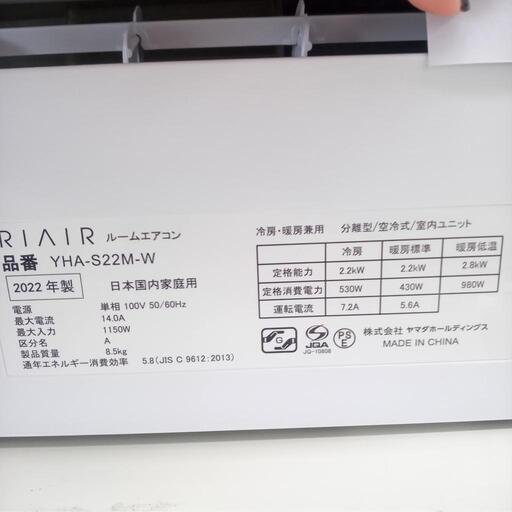 RIAIR ルームエアコン
品番 YHA-S22M-W
2022 年製 日本国内家庭用
電源 単相 100V 50/60Hz
最大電流 14.0A
最大入力 1150W
区分名 A
製品質量 8.5kg
通年エネルギー消費効率 5.8 (JIS C 9612:2013)
冷房・暖房兼用 分離型/空冷式/室内ユニット
冷房 暖房標準 暖房低温
定格能力 2.2kW 2.2kW 2.8kW
定格消費電力 530W 430W 980W
運転電流 7.2A 5.6A
G
JQA
JQ-10808
PS
E
株式会社 ヤマダホールディングス
MADE IN CHINA